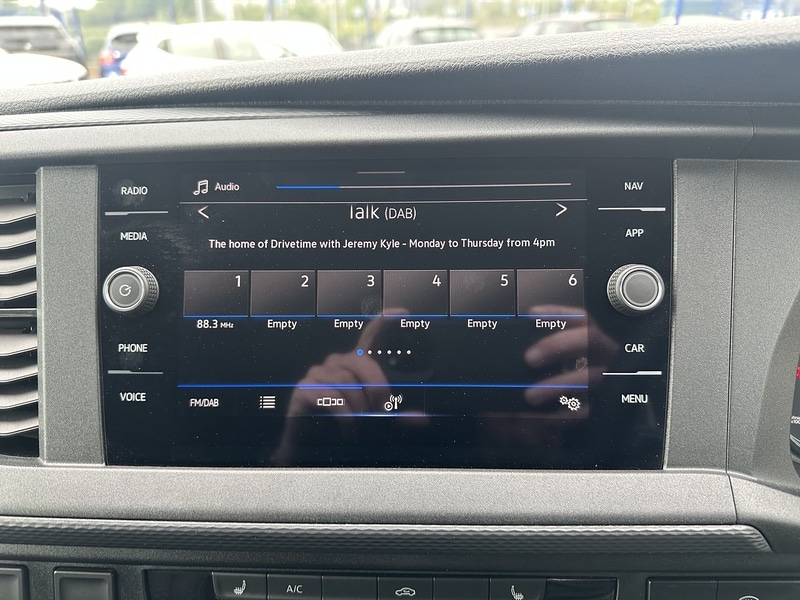 RADIO
MEDIA
PHONE
VOICE
Audio
Talk (DAB)
The home of Drivetime with Jeremy Kyle - Monday to Thursday from 4pm
1 2 3 4 5 6
88.3 MHz Empty Empty Empty Empty Empty
FM/DAB
NAV
APP
CAR
MENU
A/C